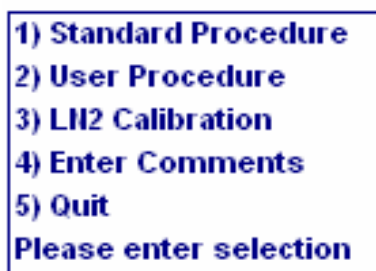 1) Standard Procedure
2) User Procedure
3) LN2 Calibration
4) Enter Comments
5) Quit
Please enter selection